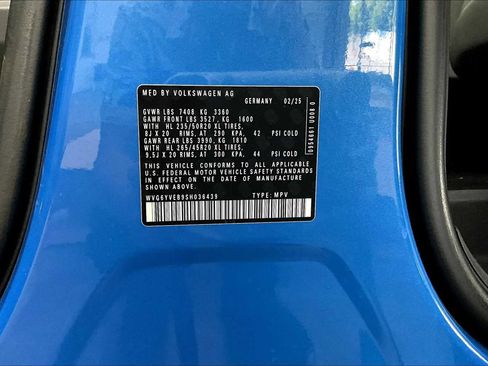 MFD BY VOLKSWAGEN AG
GERMANY 02/25
GVWR LBS 7408 KG 3360
GAWR FRONT LBS 3527, KG 1600
WITH HL 235/50R20 XL TIRES,
8J X 20 RIMS, AT 290 KPA, 42 PSI COLD
GAWR REAR LBS 3990, KG 1810
WITH HL 265/45R20 XL TIRES,
9,5J X 20 RIMS, AT 300 KPA, 44 PSI COLD
THIS VEHICLE CONFORMS TO ALL APPLICABLE
U.S. FEDERAL MOTOR VEHICLE SAFETY STANDARDS
IN EFFECT ON THE DATE OF MANUFACTURE
SHOWN ABOVE.
WVG6YVEB9SH036439 TYPE: MPV